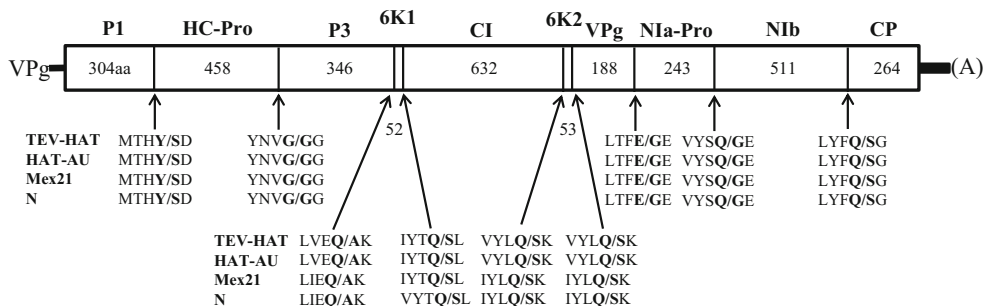 P1 HC-Pro P3 6K1 CI 6K2 VPg NIa-Pro NIb CP
VPg 304aa 458 346 632 188 243 511 264 (A)
52 53
TEV-HAT MTHY/SD YNVG/GG LTFE/GE VYSQ/GE LYFQ/SG
HAT-AU MTHY/SD YNVG/GG LTFE/GE VYSQ/GE LYFQ/SG
Mex21 MTHY/SD YNVG/GG LTFE/GE VYSQ/GE LYFQ/SG
N MTHY/SD YNVG/GG LTFE/GE VYSQ/GE LYFQ/SG
TEV-HAT LVEQ/AK IYTQ/SL VYLQ/SK VYLQ/SK
HAT-AU LVEQ/AK IYTQ/SL VYLQ/SK VYLQ/SK
Mex21 LIEQ/AK IYTQ/SL IYLQ/SK IYLQ/SK
N LIEQ/AK VYTQ/SL IYLQ/SK IYLQ/SK